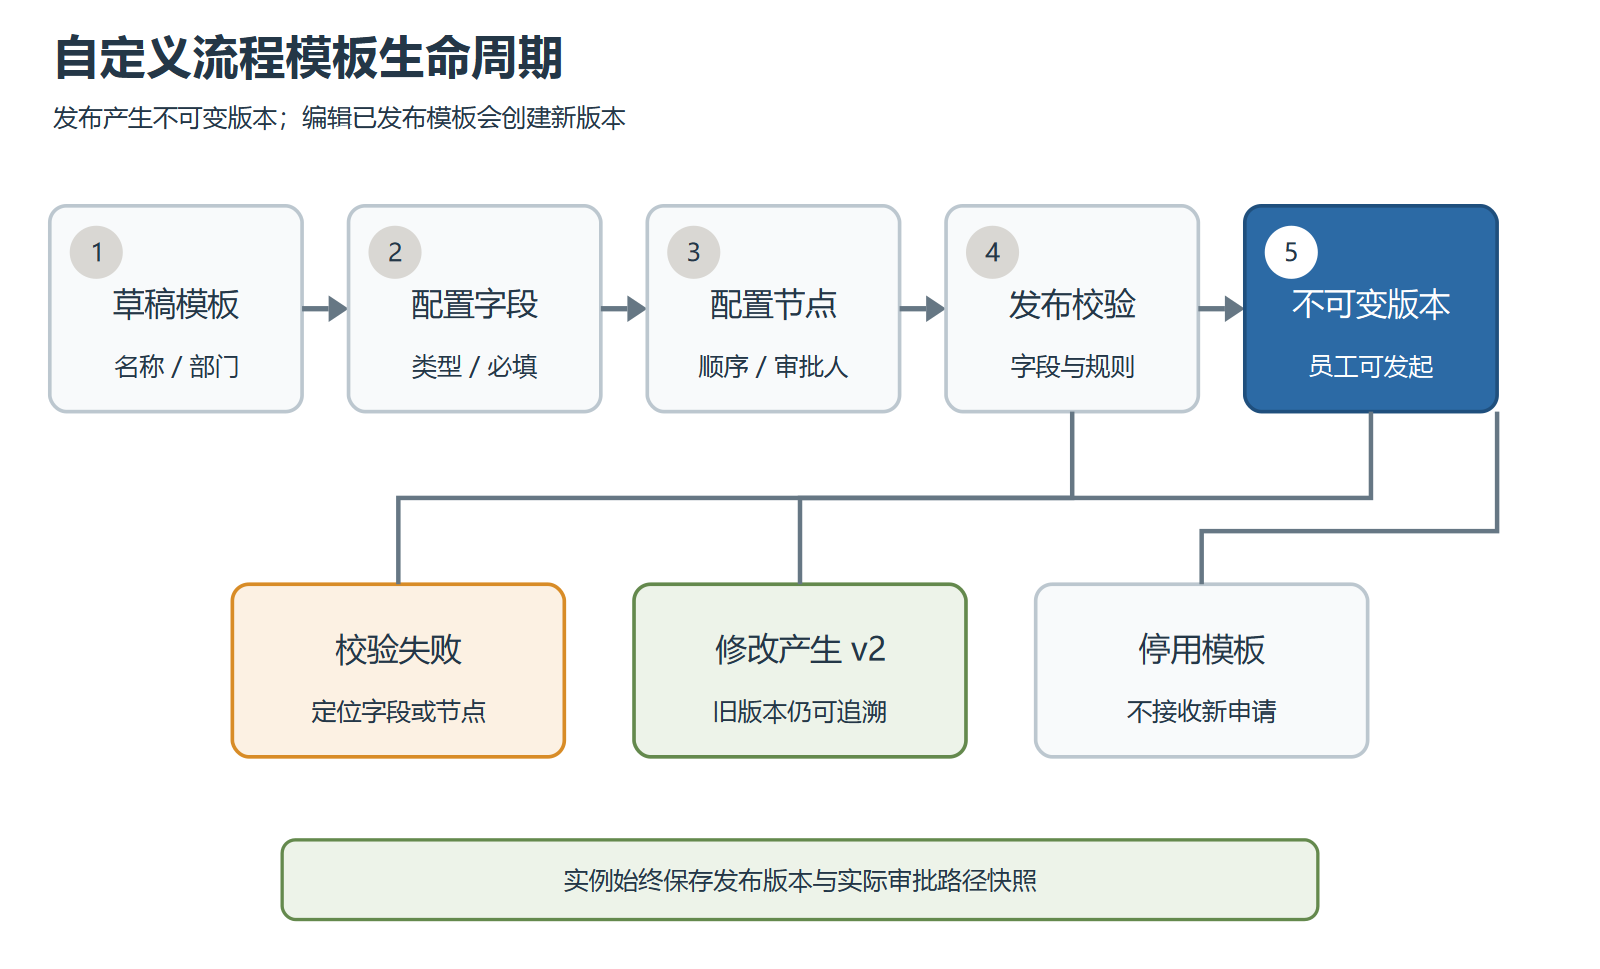 自定义流程模板生命周期
发布产生不可变版本；编辑已发布模板会创建新版本
1
草稿模板
名称 / 部门
2
配置字段
类型 / 必填
3
配置节点
顺序 / 审批人
4
发布校验
字段与规则
5
不可变版本
员工可发起
校验失败
定位字段或节点
修改产生 v2
旧版本仍可追溯
停用模板
不接收新申请
实例始终保存发布版本与实际审批路径快照